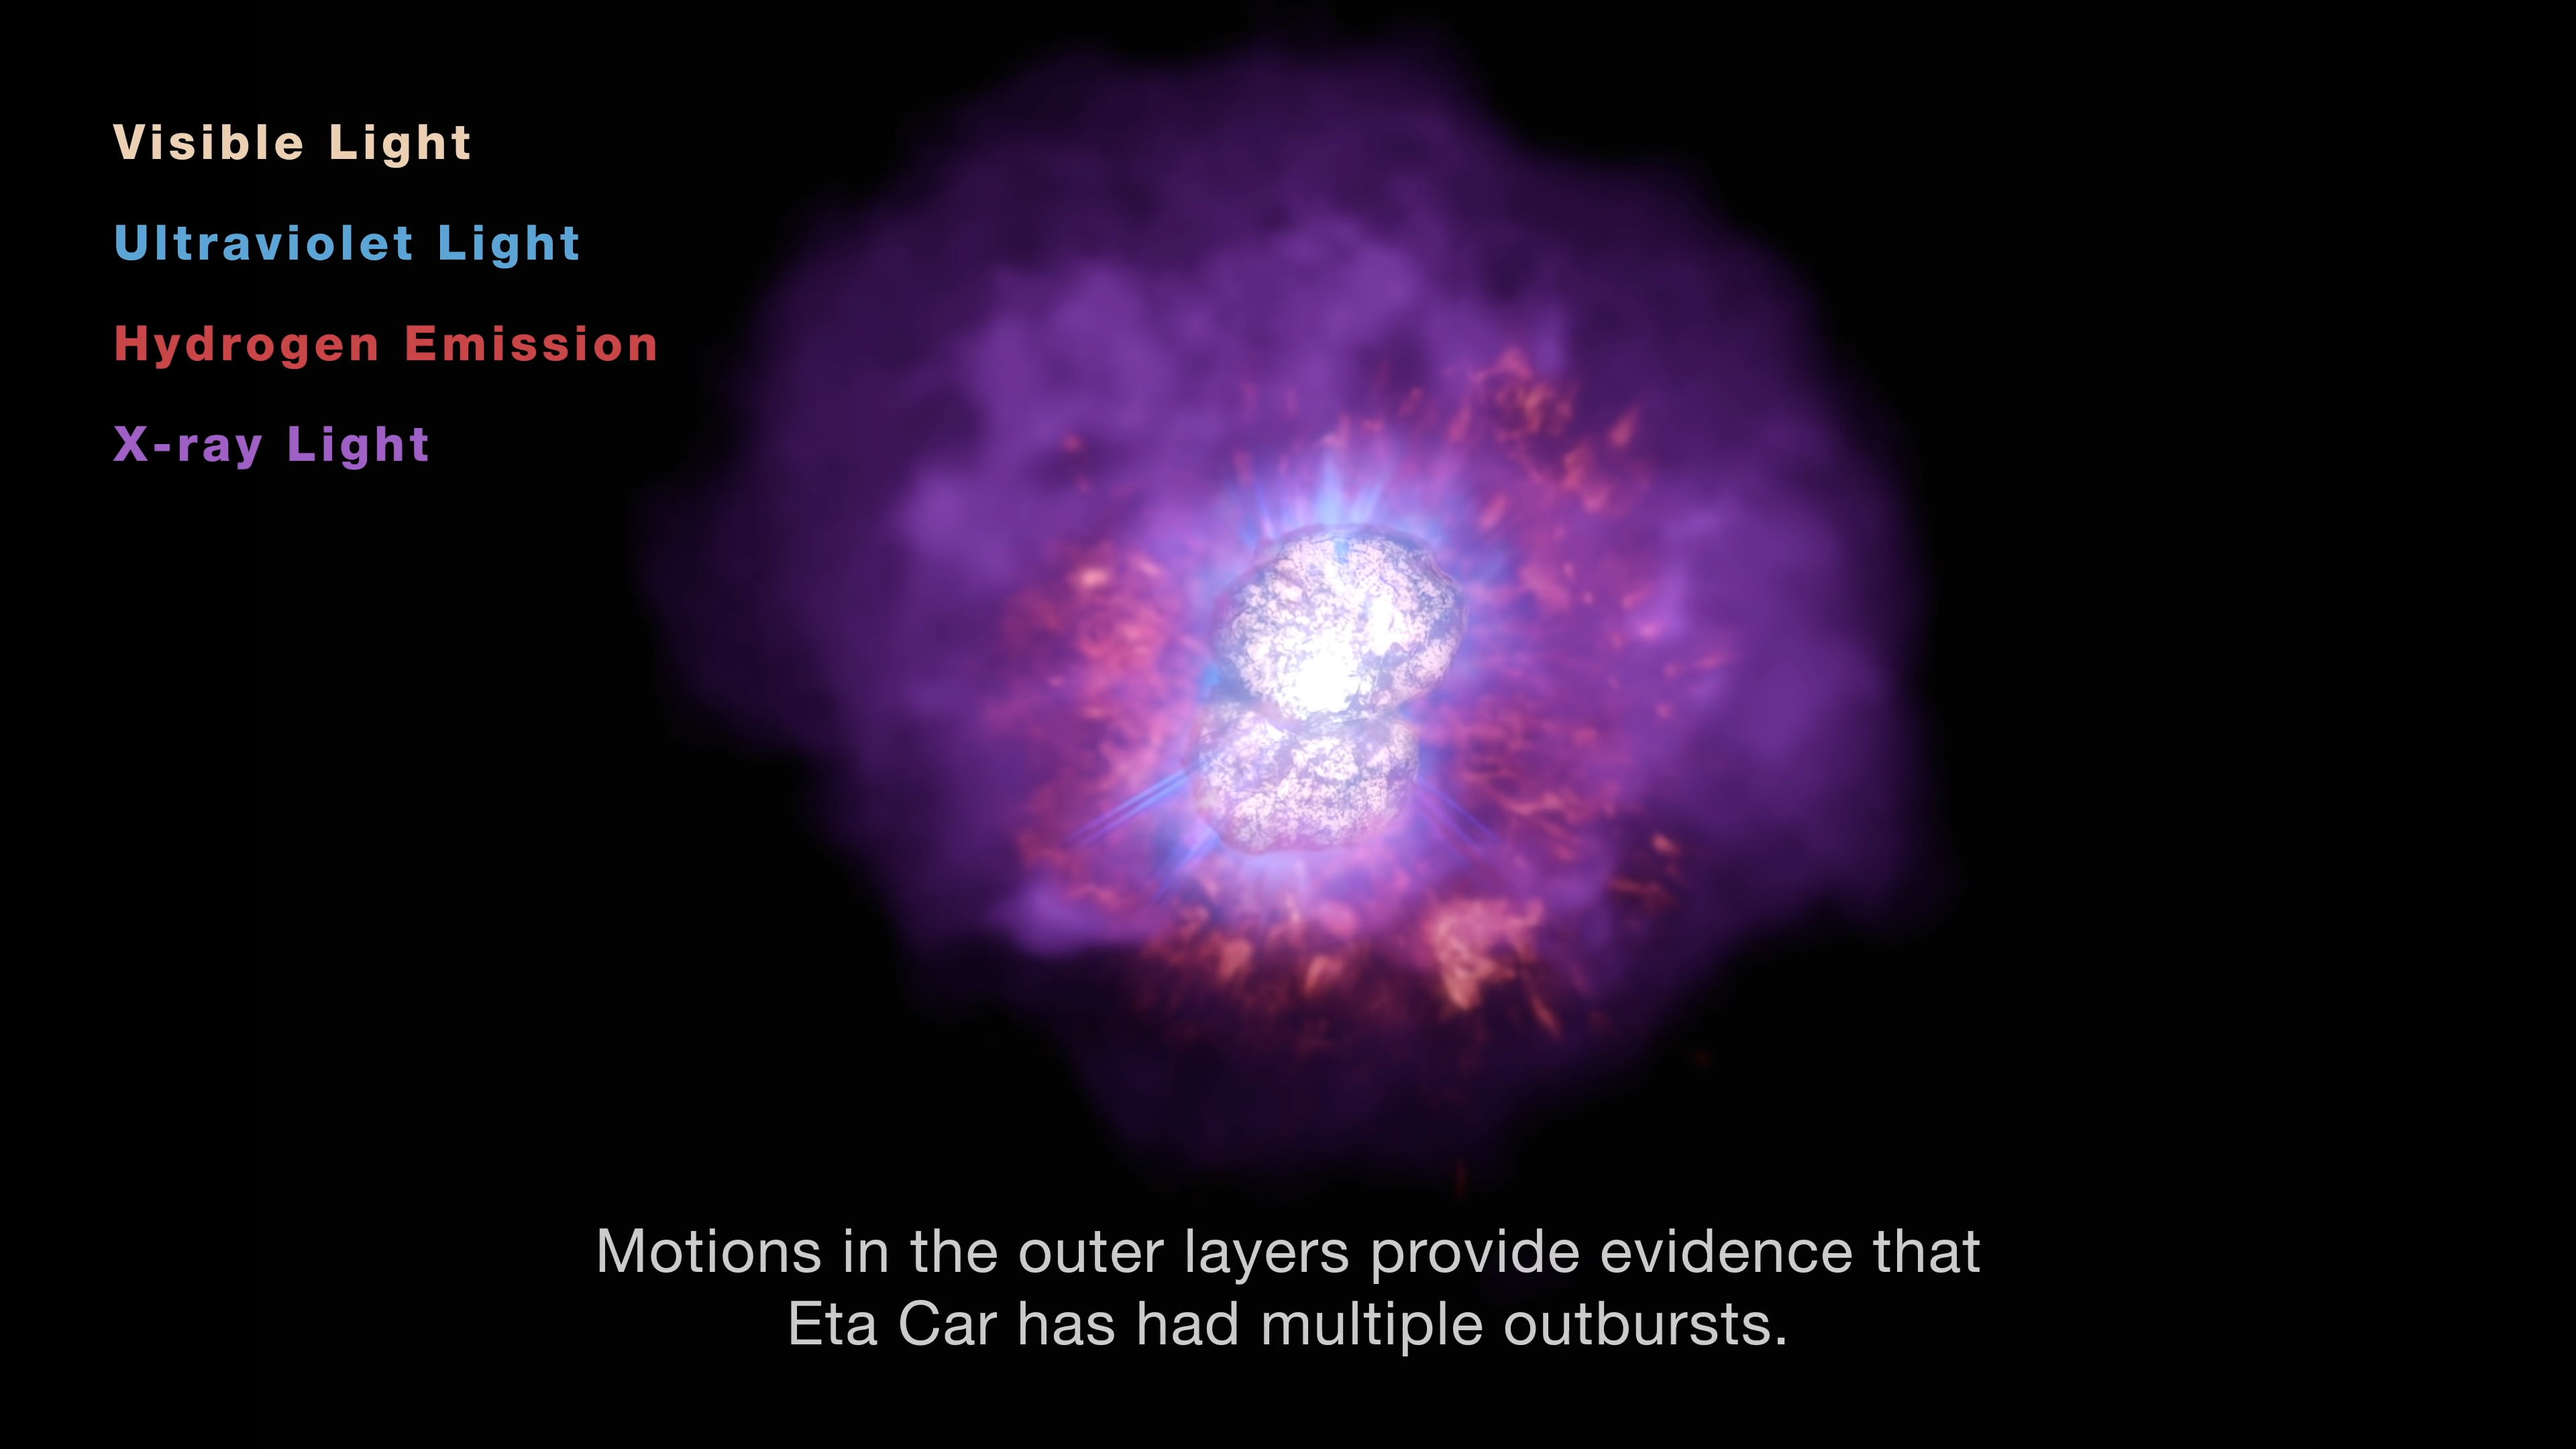 Visible Light
Ultraviolet Light
Hydrogen Emission
X-ray Light
Motions in the outer layers provide evidence that
Eta Car has had multiple outbursts.